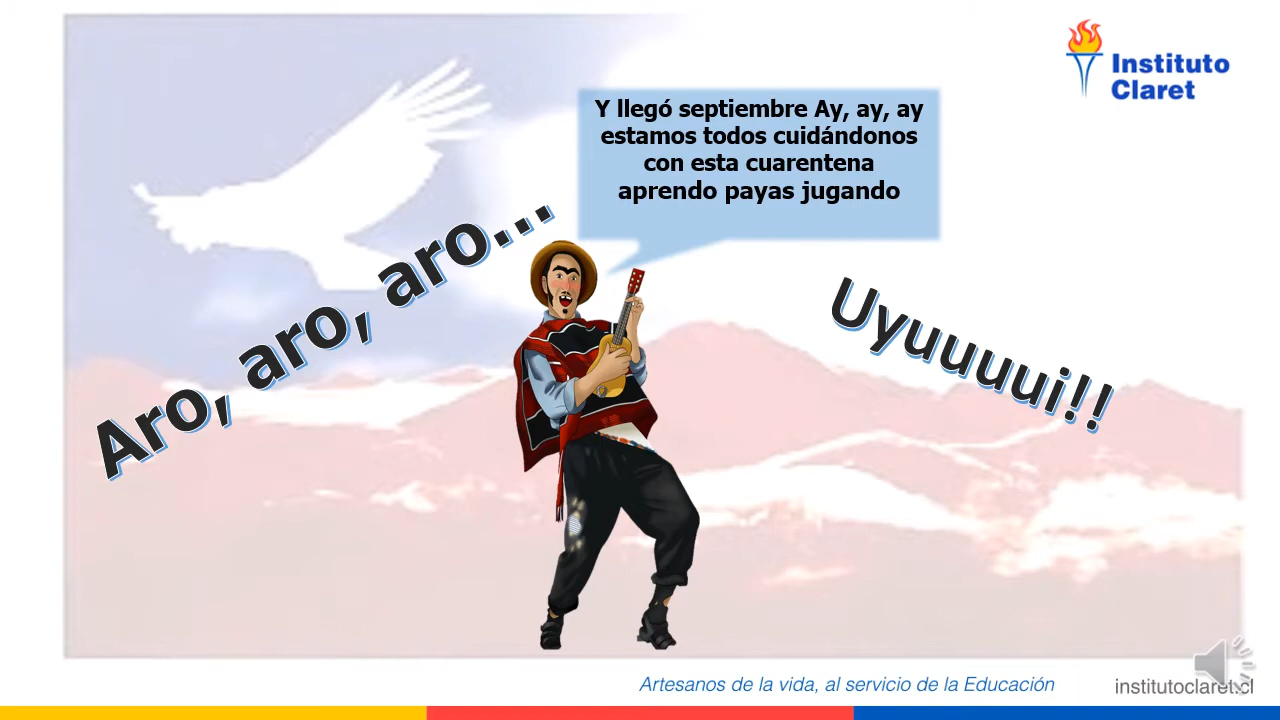 Instituto
Claret
Y llegó septiembre Ay, ay, ay
estamos todos cuidándonos
con esta cuarentena
aprendo payas jugando
Aro, aro, aro...
Uyuuuui!!
Artesanos de la vida, al servicio de la Educación
institutoclaret.cl